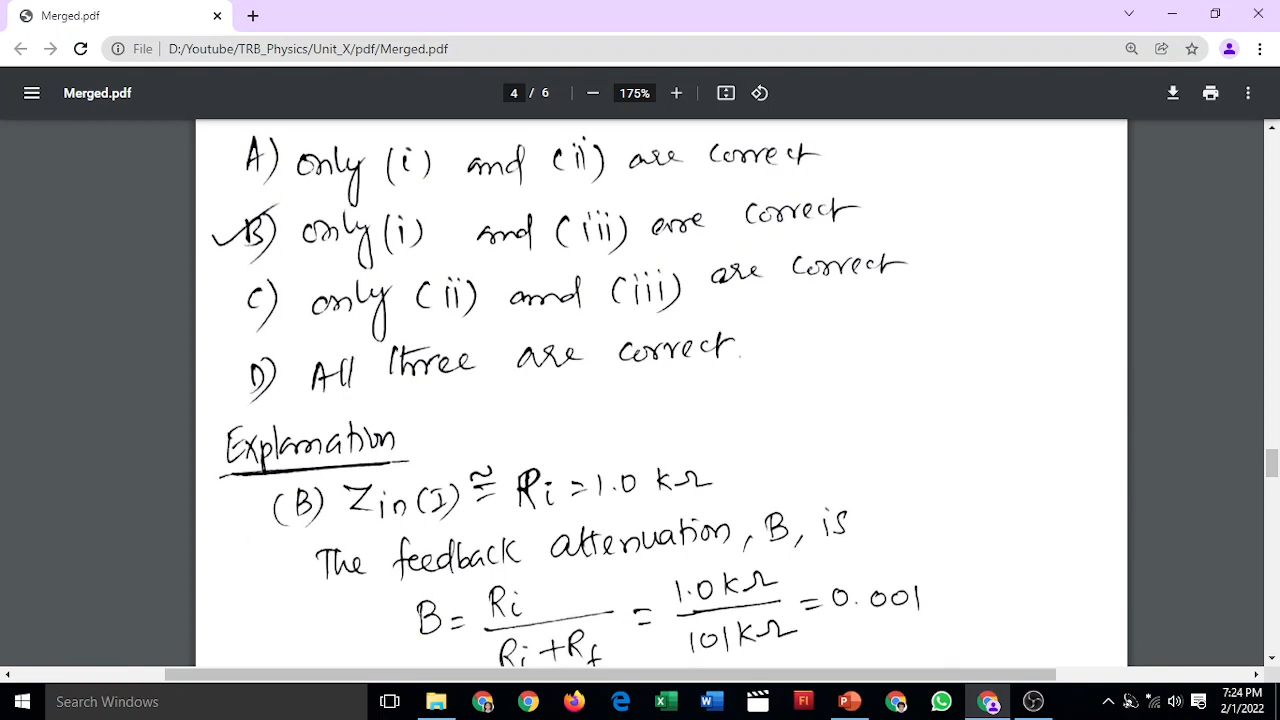 Merged.pdf
File D:/Youtube/TRB_Physics/Unit_X/pdf/Merged.pdf
Merged.pdf 4 / 6 175%
A) only (i) and (ii) are correct
B) only (i) and (iii) are correct
C) only (ii) and (iii) are correct
D) All three are correct.
Explanation
(B) Zin(I) ≅ Ri = 1.0 kΩ
The feedback attenuation, B, is
B = Ri / Ri + Rf = 1.0 kΩ / 101 kΩ = 0.001
Search Windows
7:24 PM
2/1/2022